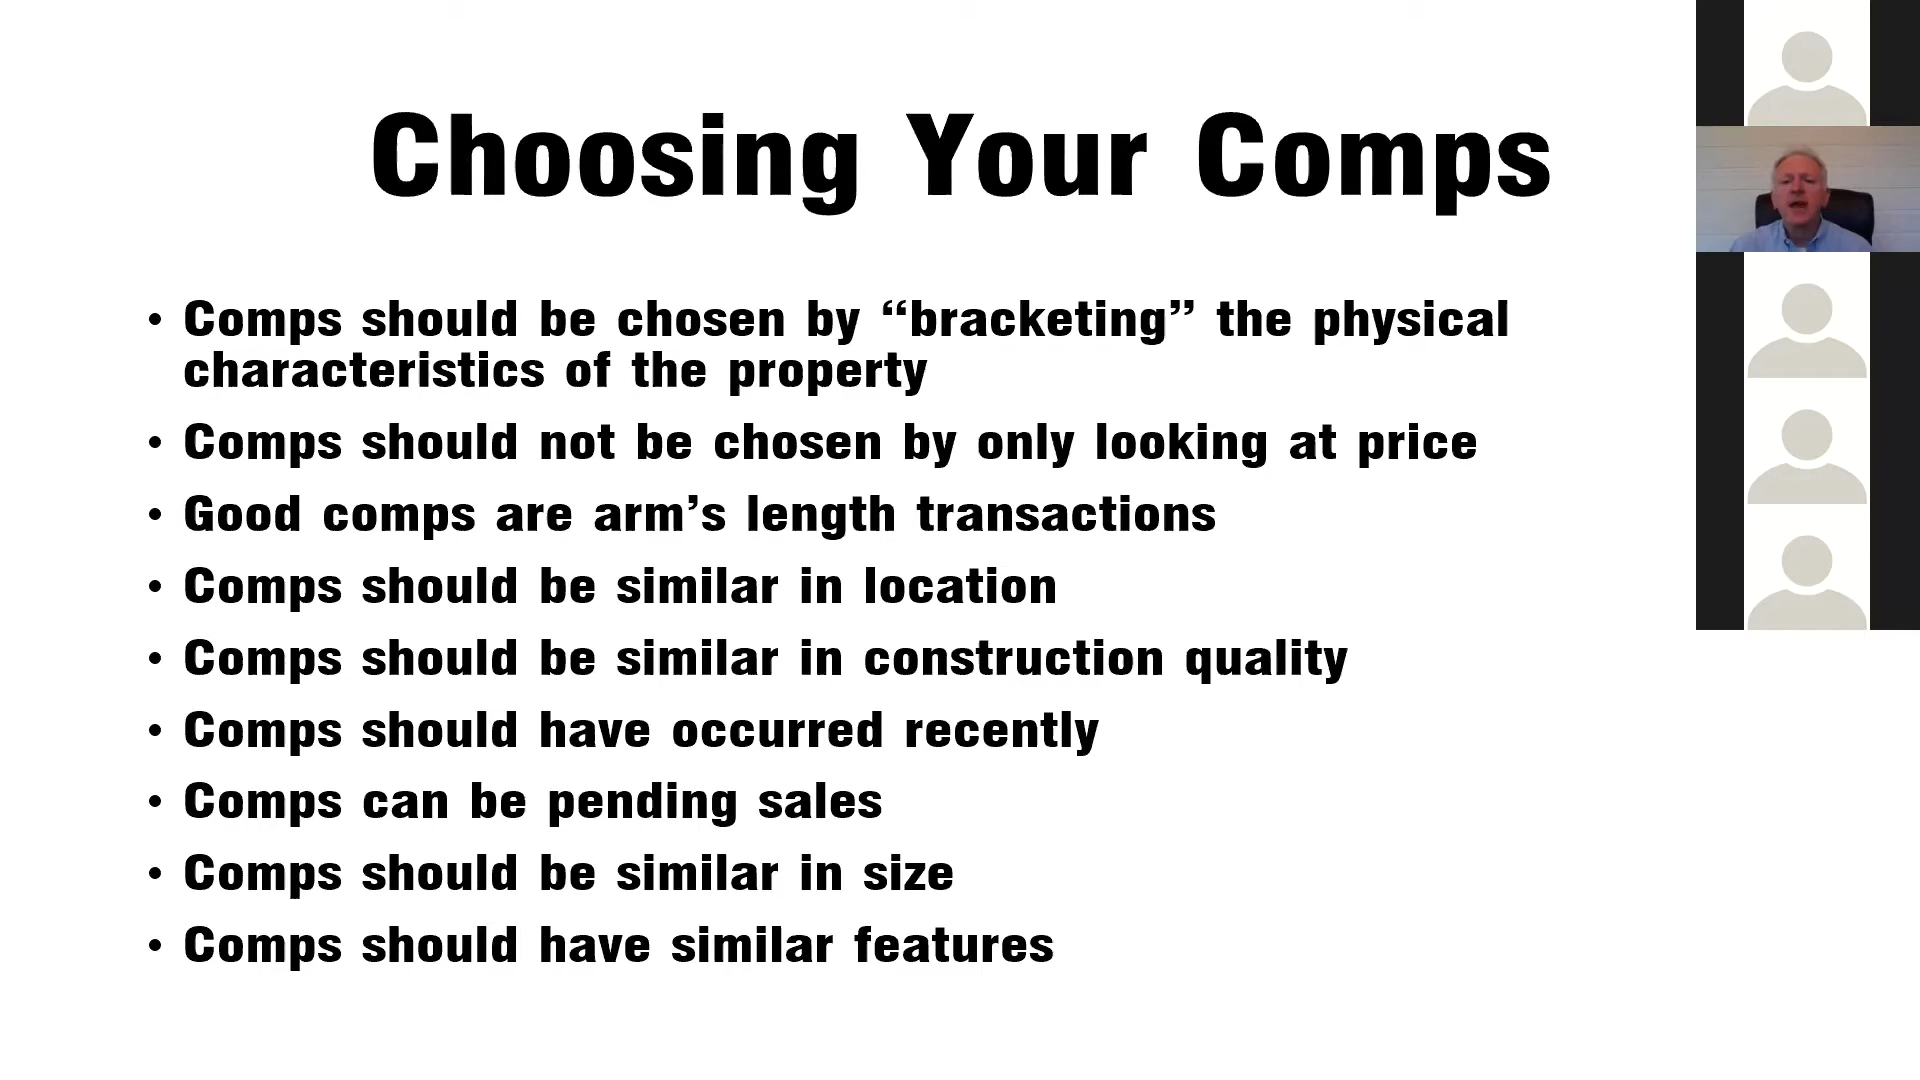 Choosing Your Comps
• Comps should be chosen by “bracketing” the physical
characteristics of the property
• Comps should not be chosen by only looking at price
• Good comps are arm’s length transactions
• Comps should be similar in location
• Comps should be similar in construction quality
• Comps should have occurred recently
• Comps can be pending sales
• Comps should be similar in size
• Comps should have similar features